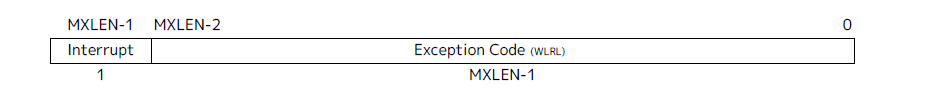 MXLEN-1 MXLEN-2 0
Interrupt Exception Code (WLRL)
1 MXLEN-1